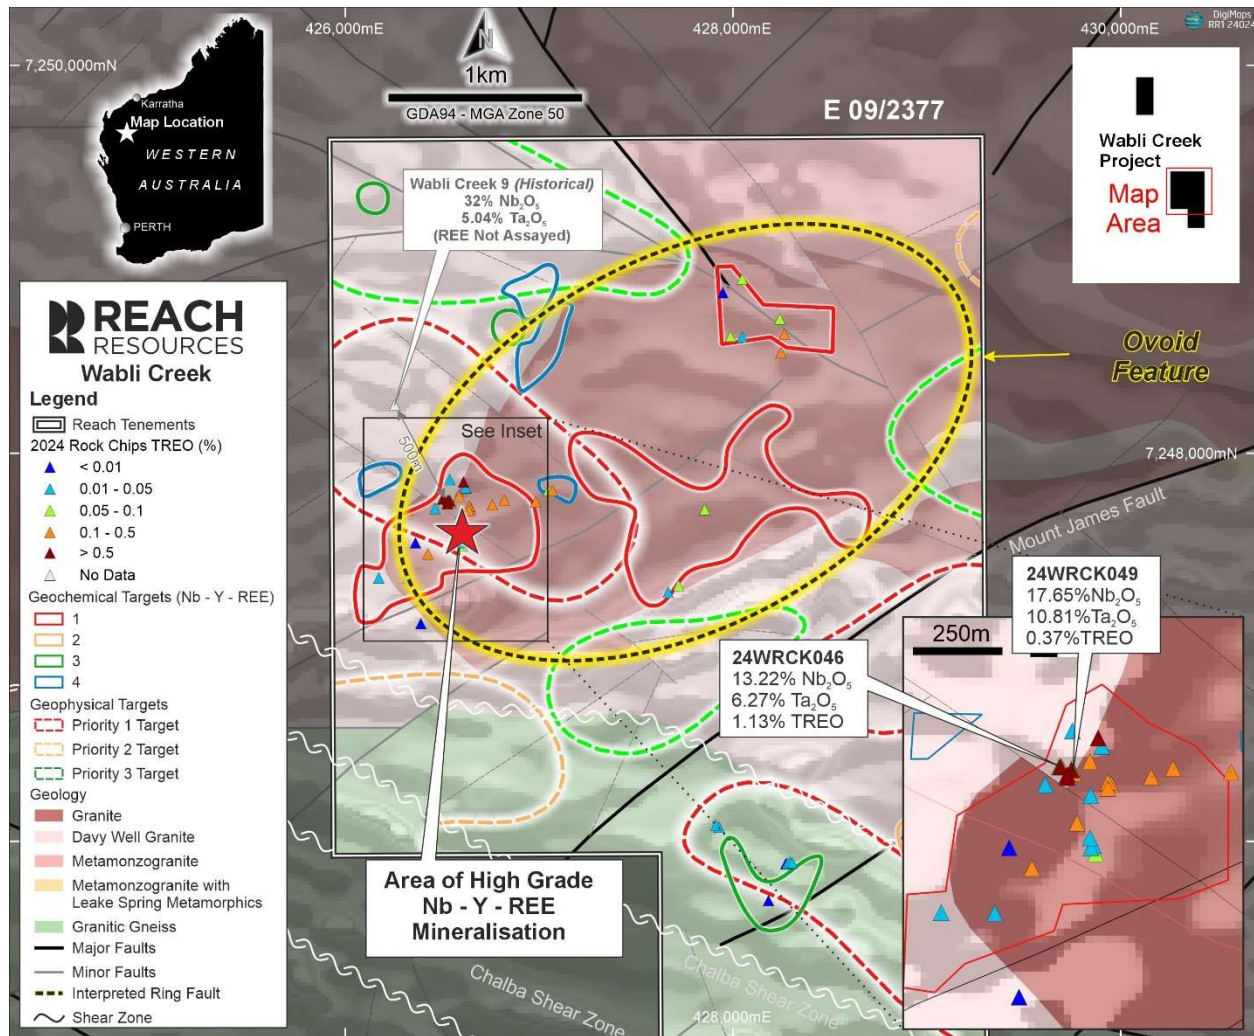 426,000mE
428,000mE
430,000mE
DigiMaps
RR1 24024
7,250,000mN
N
1km
GDA94 - MGA Zone 50
E 09/2377
Karratha
Map Location
WESTERN
AUSTRALIA
PERTH
Wabli Creek
Project
Map
Area
Wabli Creek 9 (Historical)
32% Nb₂O₅
5.04% Ta₂O₅
(REE Not Assayed)
REACH
RESOURCES
Wabli Creek
Legend
Reach Tenements
2024 Rock Chips TREO (%)
< 0.01
0.01 - 0.05
0.05 - 0.1
0.1 - 0.5
> 0.5
No Data
Geochemical Targets (Nb - Y - REE)
1
2
3
4
Geophysical Targets
Priority 1 Target
Priority 2 Target
Priority 3 Target
Geology
Granite
Davy Well Granite
Metamonzogranite
Metamonzogranite with
Leake Spring Metamorphics
Granitic Gneiss
Major Faults
Minor Faults
Interpreted Ring Fault
Shear Zone
Ovoid
Feature
See Inset
500m
7,248,000mN
Mount James Fault
24WRCK049
17.65%Nb₂O₅
10.81%Ta₂O₅
0.37%TREO
24WRCK046
13.22% Nb₂O₅
6.27% Ta₂O₅
1.13% TREO
250m
Area of High Grade
Nb - Y - REE
Mineralisation
Chalba Shear Zone
Chalba Shear Zone
428,000mE